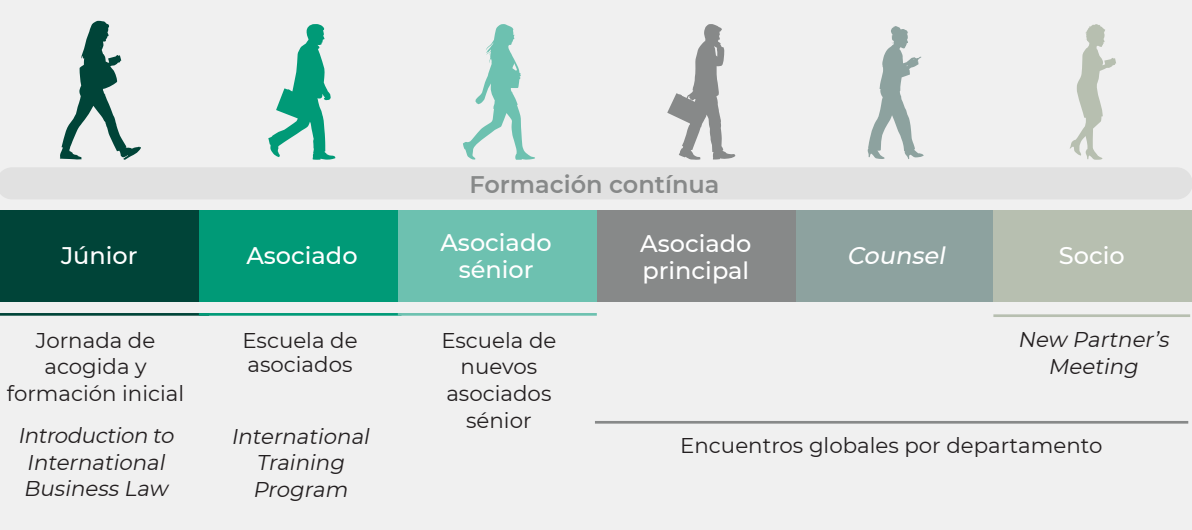 Formación contínua
Júnior
Asociado
Asociado
sénior
Asociado
principal
Counsel
Socio
Jornada de
acogida y
formación inicial
Introduction to
International
Business Law
Escuela de
asociados
International
Training
Program
Escuela de
nuevos
asociados
sénior
New Partner's
Meeting
Encuentros globales por departamento